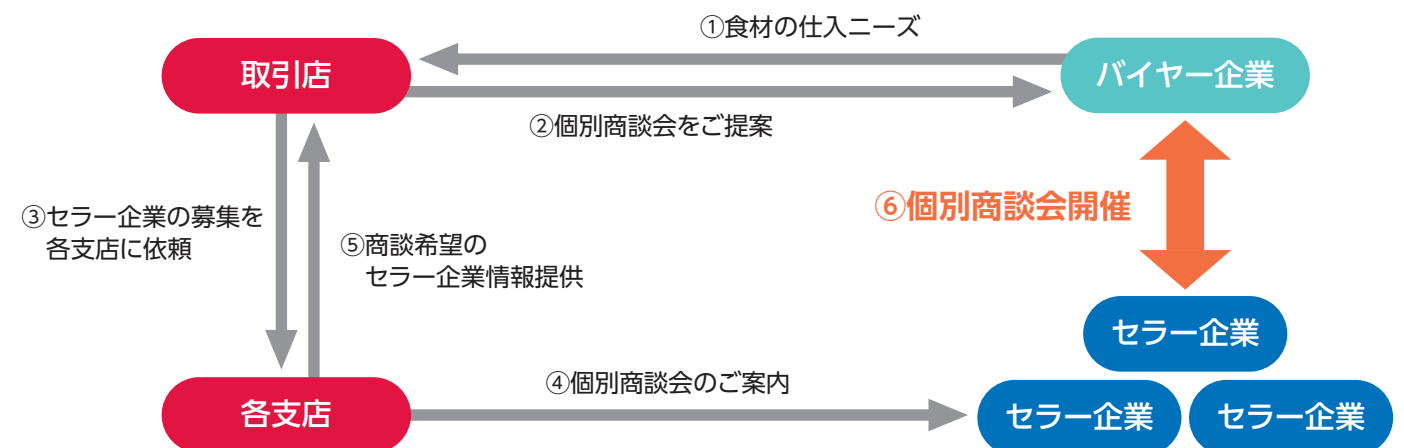 ①食材の仕入ニーズ
取引店
バイヤー企業
②個別商談会をご提案
③セラー企業の募集を
各支店に依頼
⑤商談希望の
セラー企業情報提供
⑥個別商談会開催
セラー企業
④個別商談会のご案内
各支店
セラー企業
セラー企業